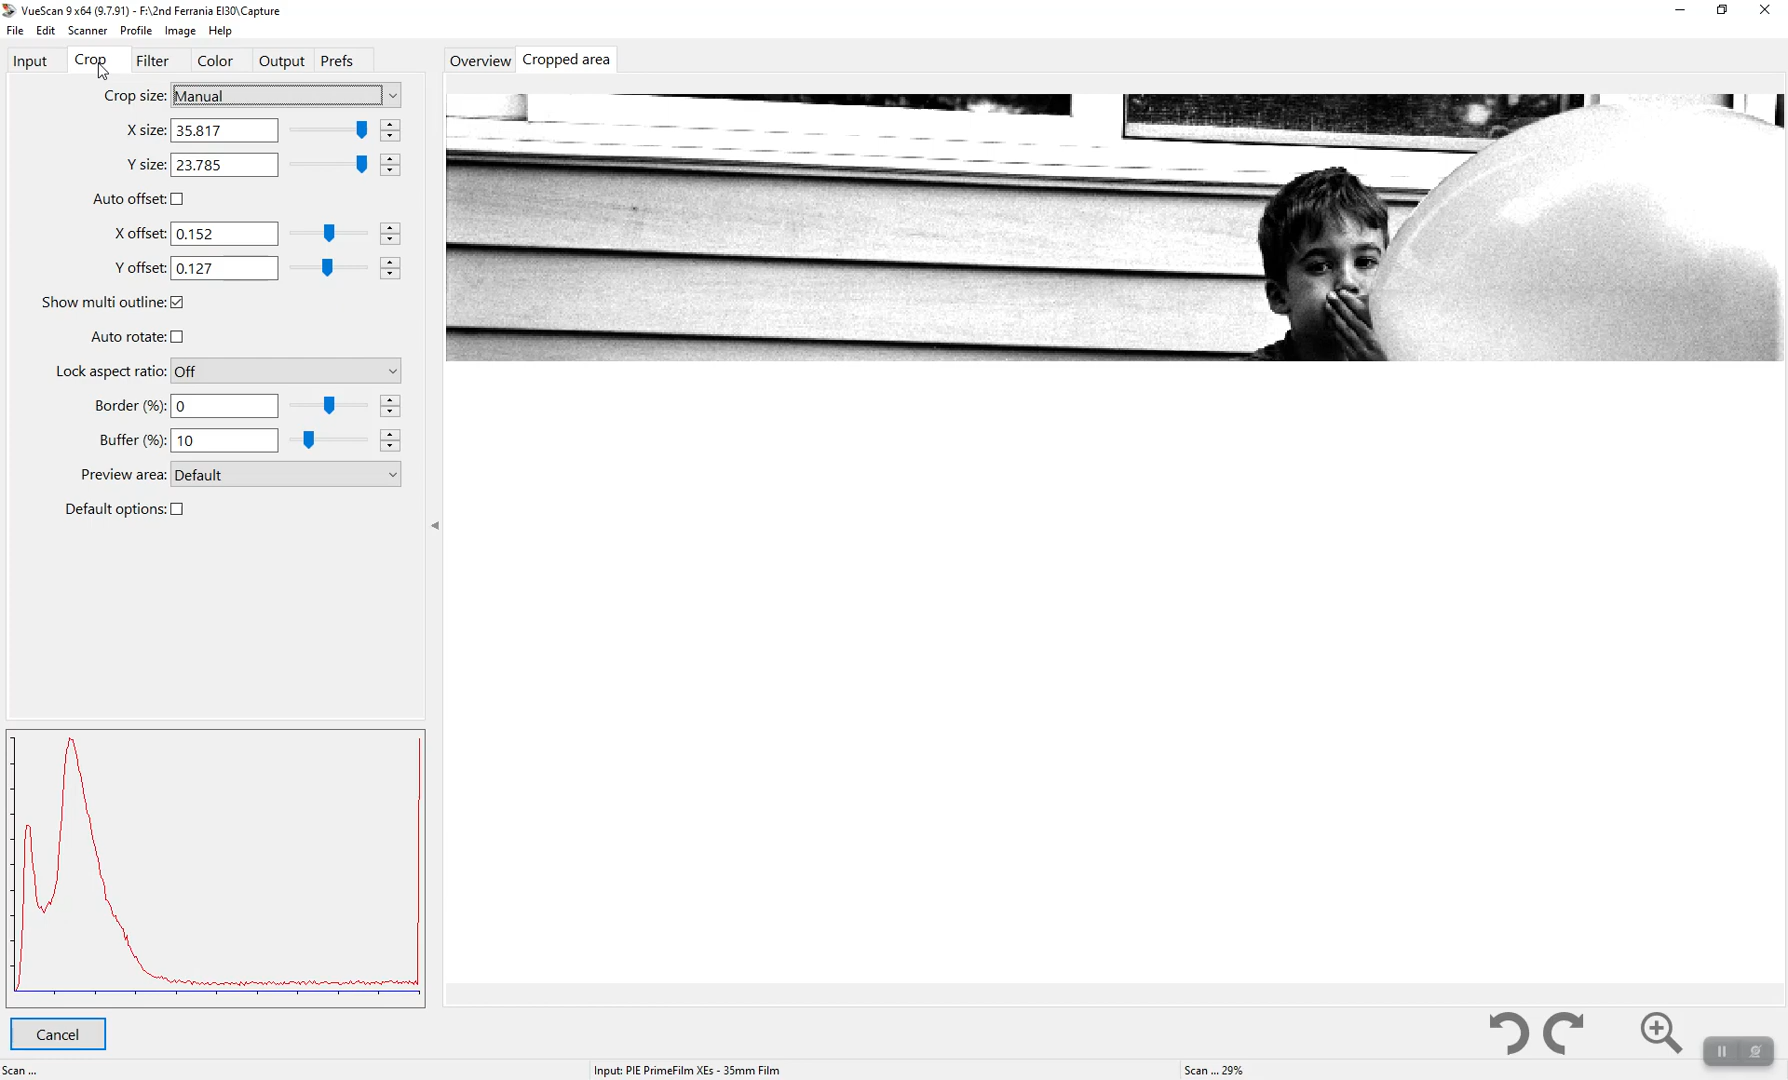 VueScan 9 x64 (9.7.91) - F:\2nd Ferrania EI30\Capture
File Edit Scanner Profile Image Help
Input Crop Filter Color Output Prefs
Overview Cropped area
Crop size: Manual
X size: 35.817
Y size: 23.785
Auto offset:
X offset: 0.152
Y offset: 0.127
Show multi outline:
Auto rotate:
Lock aspect ratio: Off
Border (%): 0
Buffer (%): 10
Preview area: Default
Default options:
Cancel
Scan ... Input: PIE PrimeFilm XEs - 35mm Film Scan ... 29%